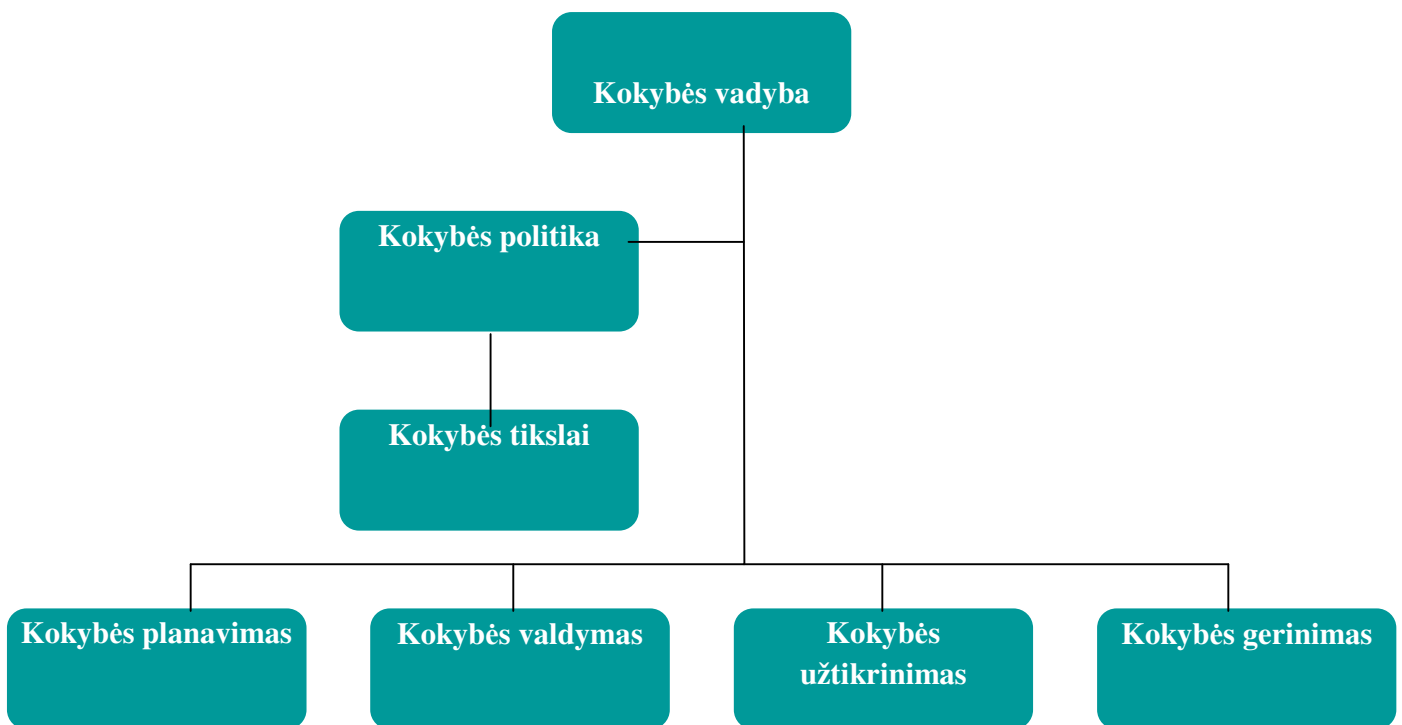 Kokybės vadyba
Kokybės politika
Kokybės tikslai
Kokybės planavimas
Kokybės valdymas
Kokybės
užtikrinimas
Kokybės gerinimas